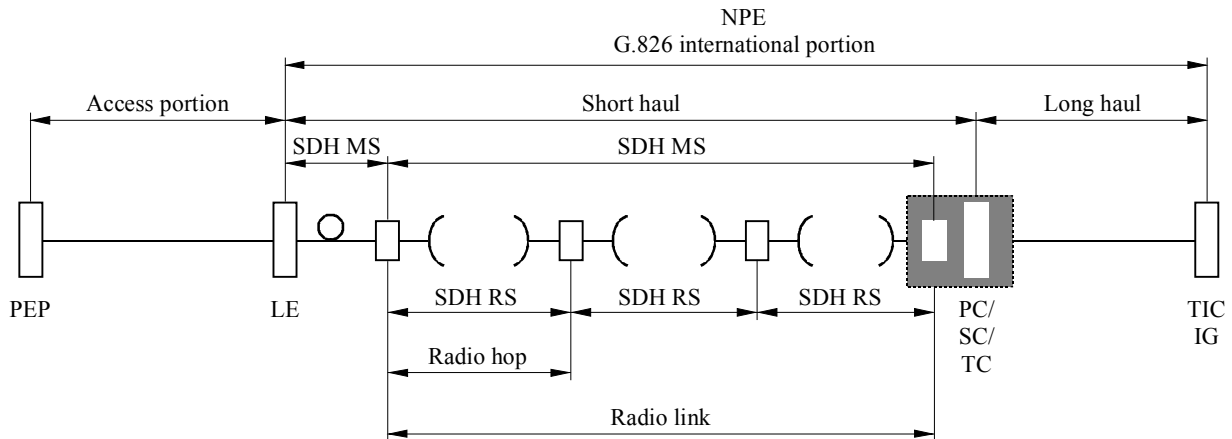 NPE
G.826 international portion
Access portion
Short haul
Long haul
SDH MS
SDH MS
SDH RS
SDH RS
SDH RS
PEP
LE
PC/
SC/
TC
TIC
IG
Radio hop
Radio link